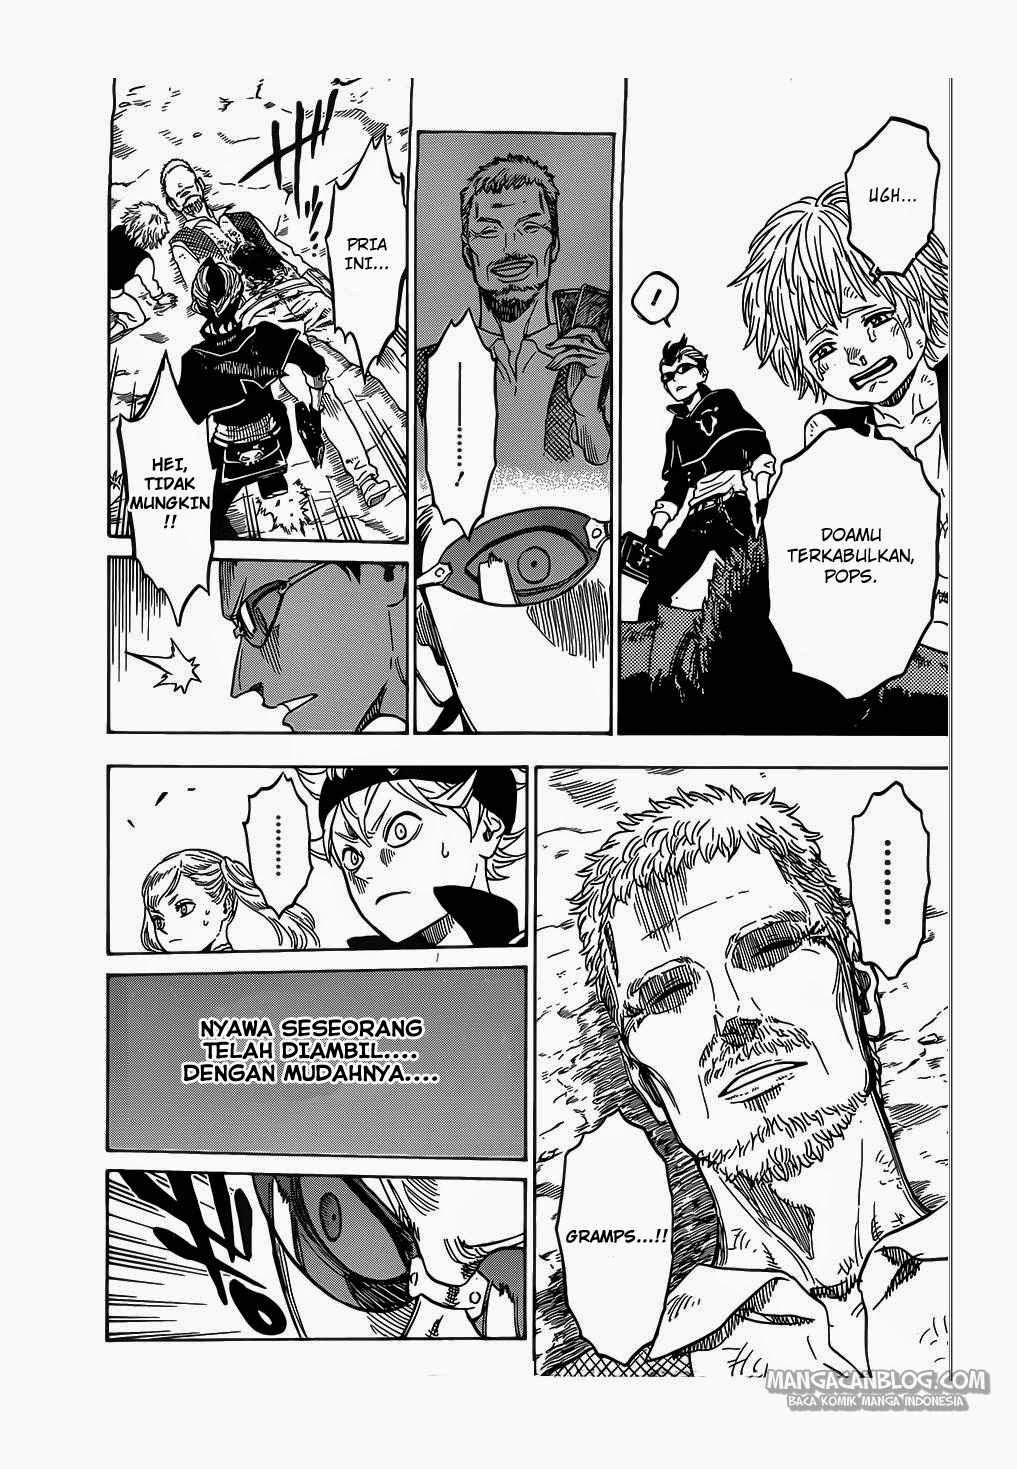 UGH...
DOAMU
TERKABULKAN,
POPS.
PRIA
INI...
HEI,
TIDAK
MUNGKIN
!!
..........
GRAMPS...!!
.........
NYAWA SESEORANG
TELAH DIAMBIL....
DENGAN MUDAHNYA....
MANGACANBLOG.COM
BACA KOMIK MANGA INDONESIA